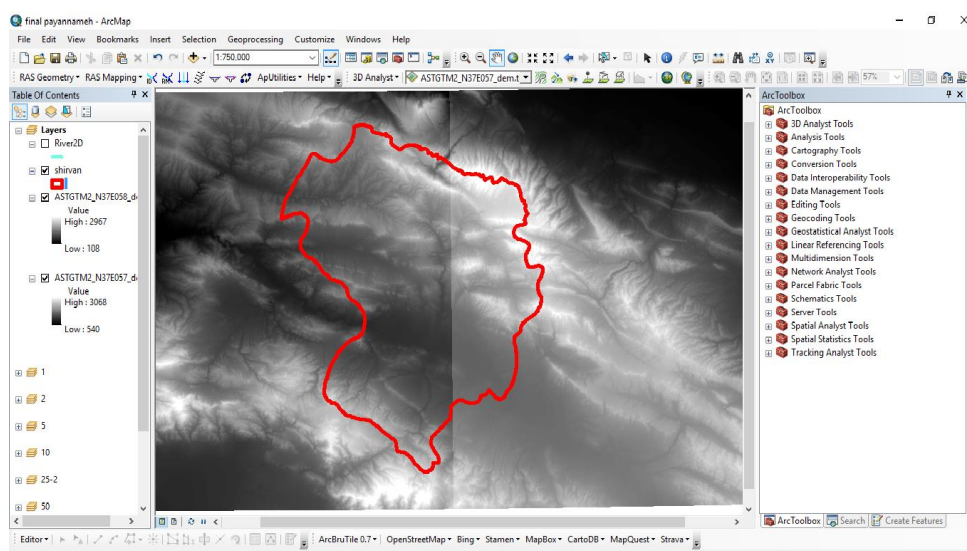 final payannameh - ArcMap
File Edit View Bookmarks Insert Selection Geoprocessing Customize Windows Help
1:750,000
RAS Geometry RAS Mapping ApUtilities Help 3D Analyst ASTGTM2_N37E057_dem.t 57%
Table Of Contents
Layers
River2D
shirvan
ASTGTM2_N37E058_d
Value
High : 2967
Low : 108
ASTGTM2_N37E057_d
Value
High : 3068
Low : 540
1
2
5
10
25-2
50
ArcToolbox
ArcToolbox
3D Analyst Tools
Analysis Tools
Cartography Tools
Conversion Tools
Data Interoperability Tools
Data Management Tools
Editing Tools
Geocoding Tools
Geostatistical Analyst Tools
Linear Referencing Tools
Multidimension Tools
Network Analyst Tools
Parcel Fabric Tools
Schematics Tools
Server Tools
Spatial Analyst Tools
Spatial Statistics Tools
Tracking Analyst Tools
ArcToolbox Search Create Features
Editor ArcBruTile 0.7 OpenStreetMap Bing Stamen MapBox CartoDB MapQuest Strava